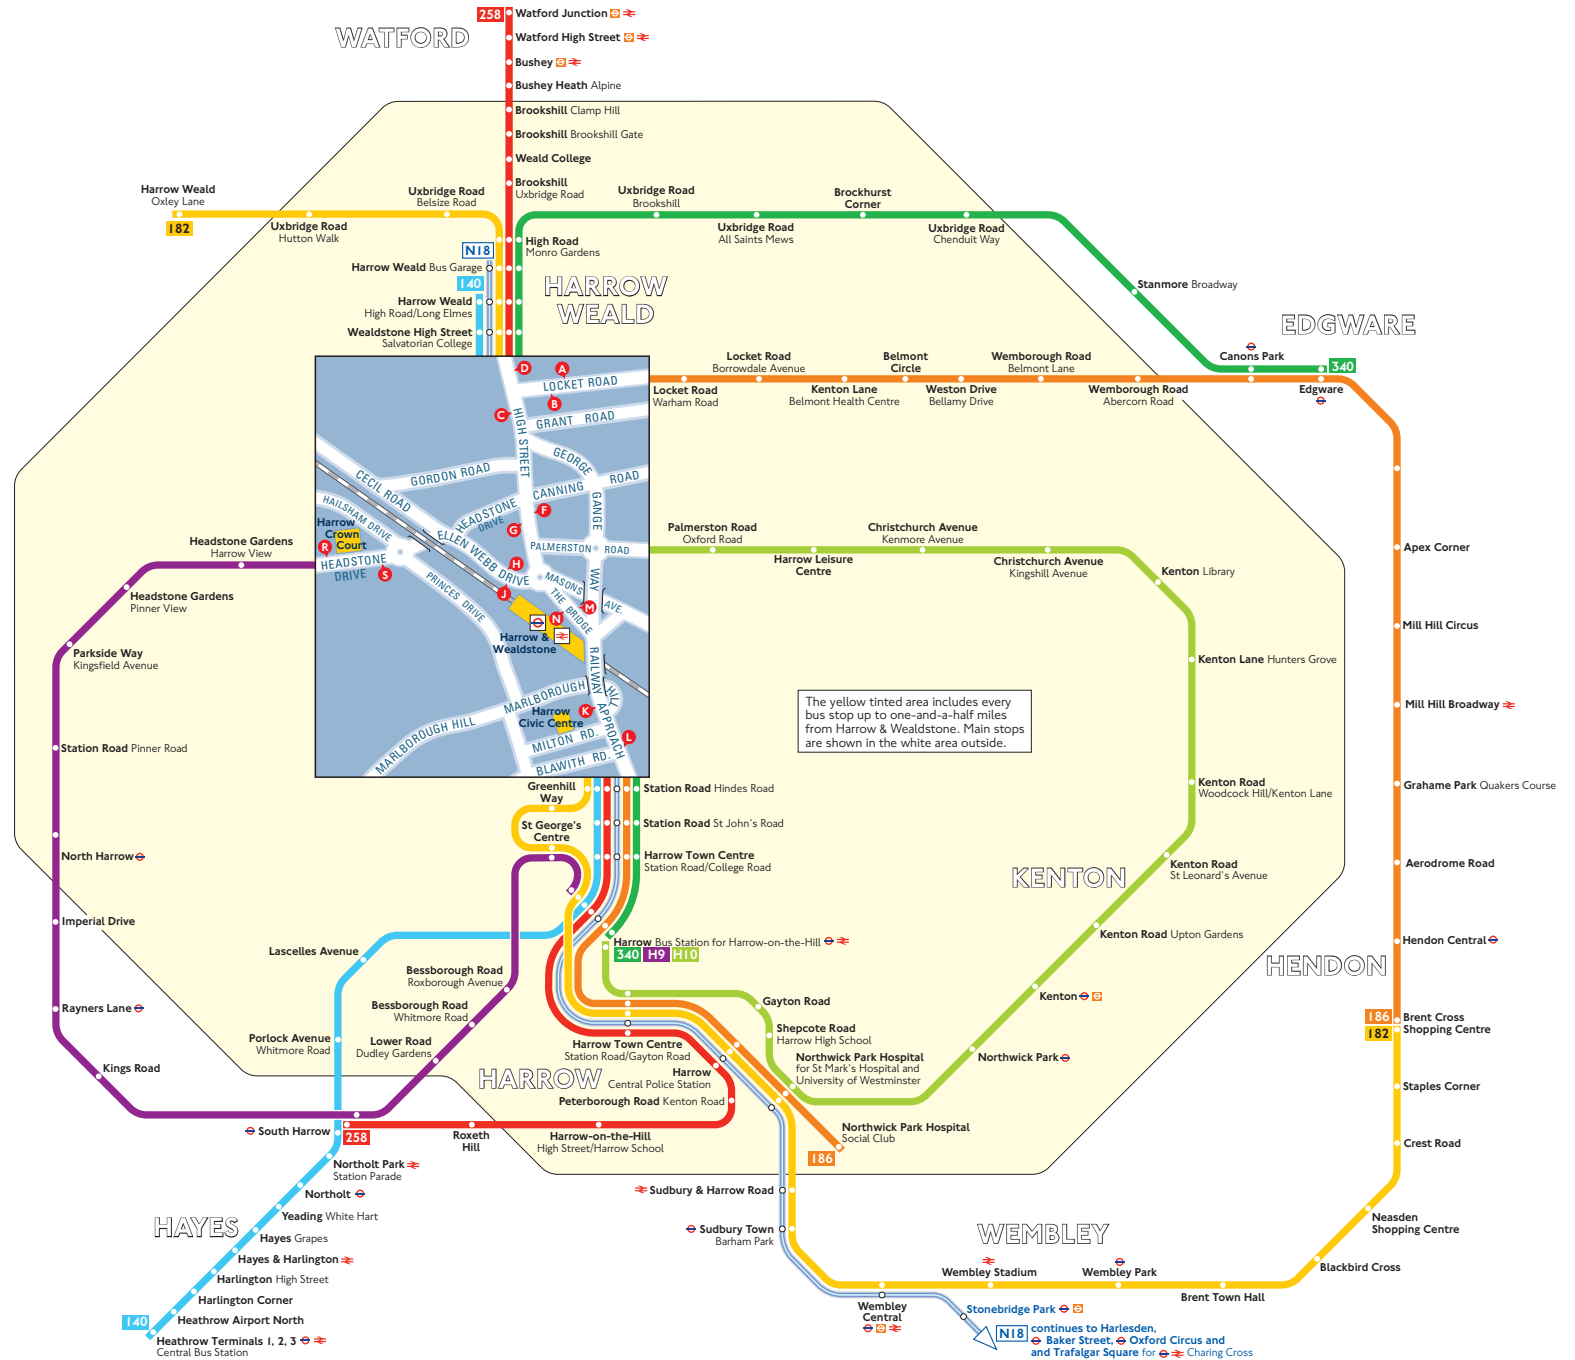 258
Watford Junction
WATFORD
Watford High Street
Bushey
Bushey Heath Alpine
Brookshill Clamp Hill
Brookshill Brookshill Gate
Weald College
Brookshill
Uxbridge Road
Harrow Weald
Oxley Lane
182
Uxbridge Road
Hutton Walk
Uxbridge Road
Belsize Road
Uxbridge Road
Brookshill
Uxbridge Road
All Saints Mews
Brockhurst
Corner
Uxbridge Road
Chenduit Way
N18
High Road
Monro Gardens
Harrow Weald Bus Garage
140
HARROW
WEALD
Harrow Weald
High Road/Long Elmes
Wealdstone High Street
Salvatorian College
Stanmore Broadway
EDGWARE
Canons Park
340
Edgware
Locket Road
Warham Road
Locket Road
Borrowdale Avenue
Kenton Lane
Belmont Health Centre
Belmont
Circle
Weston Drive
Bellamy Drive
Wemborough Road
Belmont Lane
Wemborough Road
Abercorn Road
D
A
LOCKET ROAD
B
C
GRANT ROAD
HIGH STREET
GEORGE
GANGE
WAY
CECIL ROAD
GORDON ROAD
HEADSTONE
DRIVE
CANNING
ROAD
F
G
HAILSHAM DRIVE
Harrow
Crown
Court
R
HEADSTONE
DRIVE
S
ELLEN WEBB DRIVE
PALMERSTON ROAD
H
J
MASONS
AVE.
THE BRIDGE
M
N
PRINCES DRIVE
Harrow &
Wealdstone
RAILWAY
APPROACH
MARLBOROUGH
HILL
MARLBOROUGH HILL
Harrow
Civic Centre
K
MILTON RD.
L
BLAWITH RD.
Palmerston Road
Oxford Road
Harrow Leisure
Centre
Christchurch Avenue
Kenmore Avenue
Christchurch Avenue
Kingshill Avenue
Kenton Library
Kenton Lane Hunters Grove
Kenton Road
Woodcock Hill/Kenton Lane
Kenton Road
St Leonard's Avenue
Kenton Road Upton Gardens
KENTON
Kenton
Northwick Park
The yellow tinted area includes every
bus stop up to one-and-a-half miles
from Harrow & Wealdstone. Main stops
are shown in the white area outside.
Apex Corner
Mill Hill Circus
Mill Hill Broadway
Grahame Park Quakers Course
Aerodrome Road
Hendon Central
HENDON
186
182
Brent Cross
Shopping Centre
Staples Corner
Crest Road
Neasden
Shopping Centre
Blackbird Cross
Brent Town Hall
Wembley Park
Wembley Stadium
WEMBLEY
Wembley
Central
Stonebridge Park
N18
continues to Harlesden,
Baker Street, Oxford Circus and
and Trafalgar Square for Charing Cross
Headstone Gardens
Harrow View
Headstone Gardens
Pinner View
Parkside Way
Kingsfield Avenue
Station Road Pinner Road
North Harrow
Imperial Drive
Rayners Lane
Kings Road
Greenhill
Way
St George's
Centre
Station Road Hindes Road
Station Road St John's Road
Harrow Town Centre
Station Road/College Road
Harrow Bus Station for Harrow-on-the-Hill
340
H9
H10
Lascelles Avenue
Bessborough Road
Roxborough Avenue
Bessborough Road
Whitmore Road
Lower Road
Dudley Gardens
Porlock Avenue
Whitmore Road
Gayton Road
Shepcote Road
Harrow High School
Northwick Park Hospital
for St Mark's Hospital and
University of Westminster
Harrow Town Centre
Station Road/Gayton Road
HARROW
Harrow
Central Police Station
Peterborough Road Kenton Road
Northwick Park Hospital
Social Club
186
South Harrow
258
Roxeth
Hill
Harrow-on-the-Hill
High Street/Harrow School
Sudbury & Harrow Road
Sudbury Town
Barham Park
Northolt Park
Station Parade
Northolt
Yeading White Hart
HAYES
Hayes Grapes
Hayes & Harlington
Harlington High Street
Harlington Corner
Heathrow Airport North
140
Heathrow Terminals 1, 2, 3
Central Bus Station